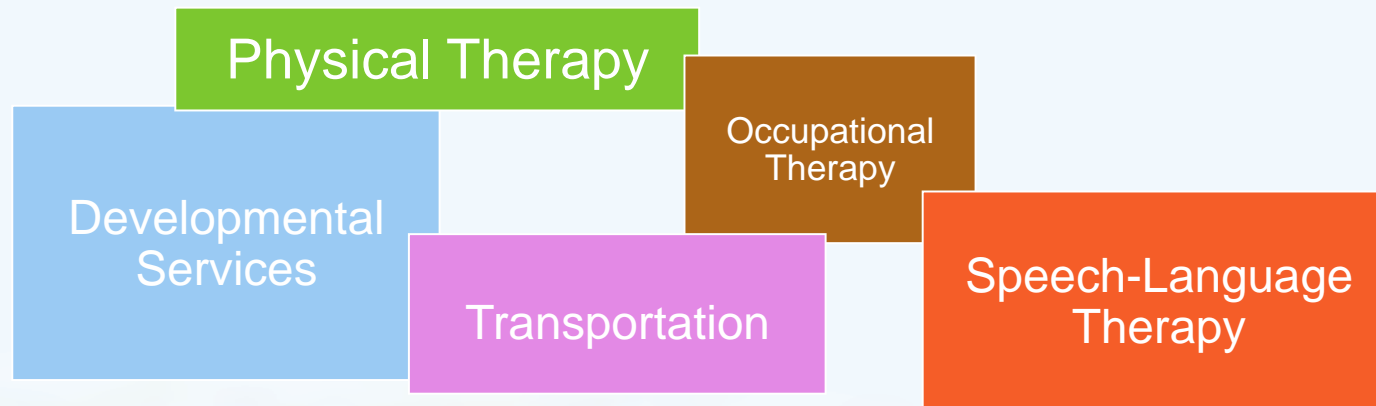 Physical Therapy
Occupational
Therapy
Developmental
Services
Transportation
Speech-Language
Therapy